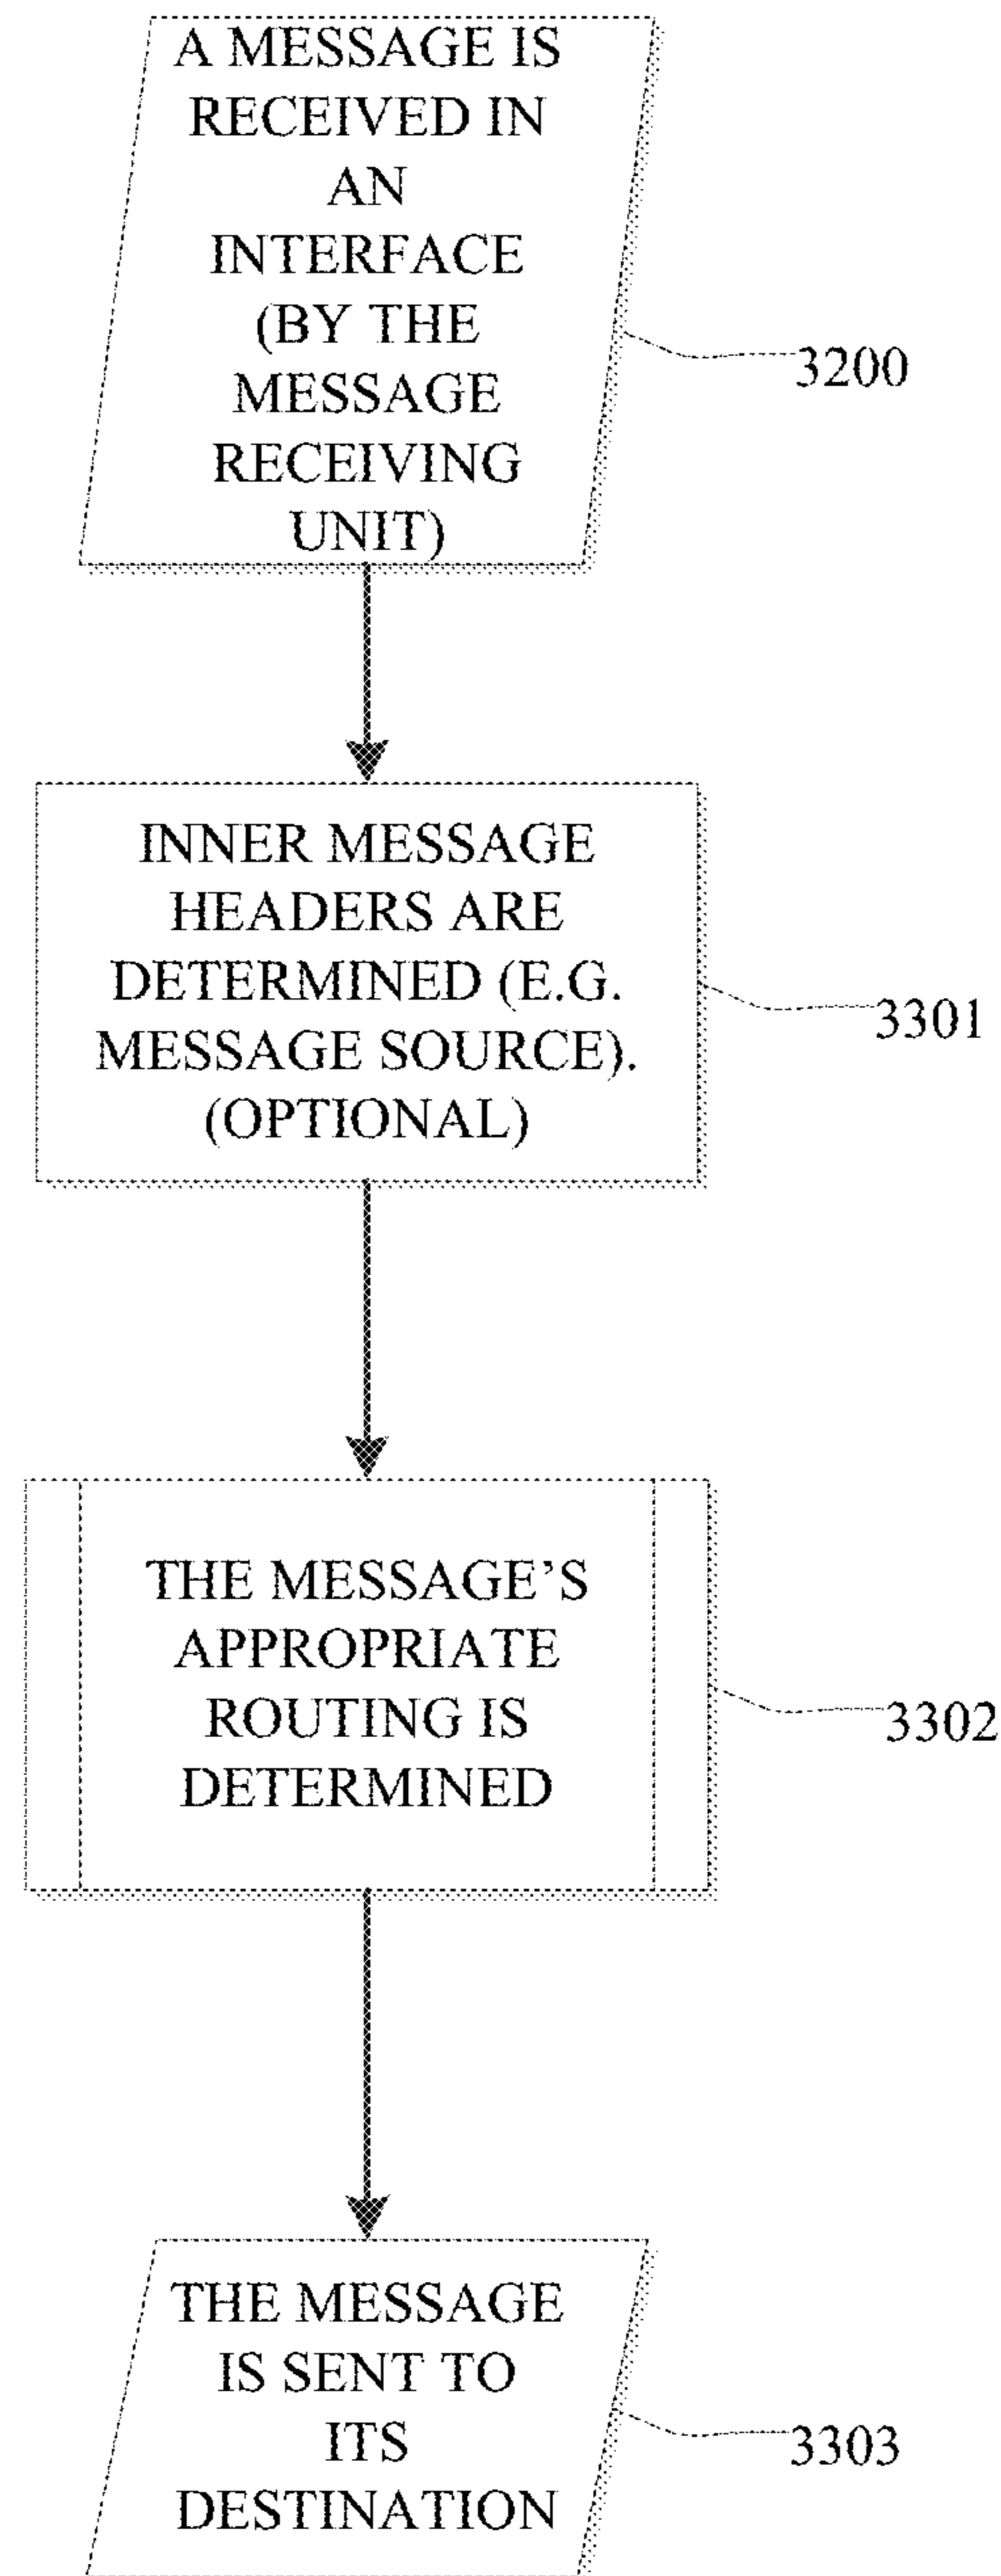 A MESSAGE IS
RECEIVED IN
AN
INTERFACE
(BY THE
MESSAGE
RECEIVING
UNIT)
3200
INNER MESSAGE
HEADERS ARE
DETERMINED (E.G.
MESSAGE SOURCE).
(OPTIONAL)
3301
THE MESSAGE’S
APPROPRIATE
ROUTING IS
DETERMINED
3302
THE MESSAGE
IS SENT TO
ITS
DESTINATION
3303